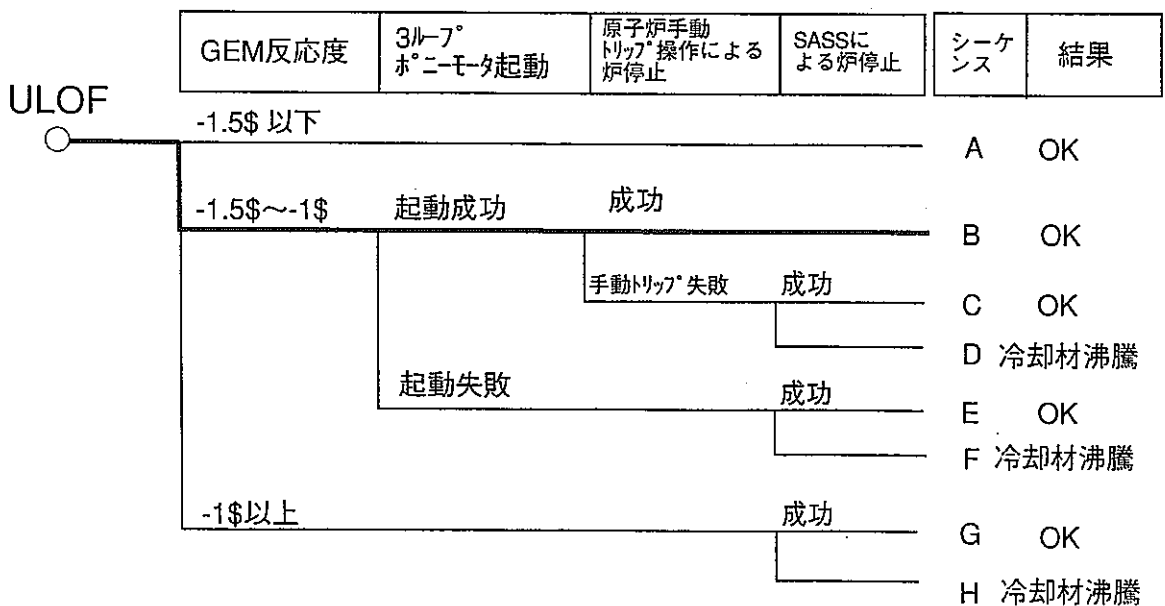 GEM反応度
3ループ
ポニーモータ起動
原子炉手動
トリップ操作による
炉停止
SASSに
よる炉停止
シーケ
ンス
結果
ULOF
-1.5$ 以下
A OK
-1.5$～-1$ 起動成功 成功
B OK
手動トリップ失敗 成功
C OK
D 冷却材沸騰
起動失敗 成功
E OK
F 冷却材沸騰
-1$以上 成功
G OK
H 冷却材沸騰